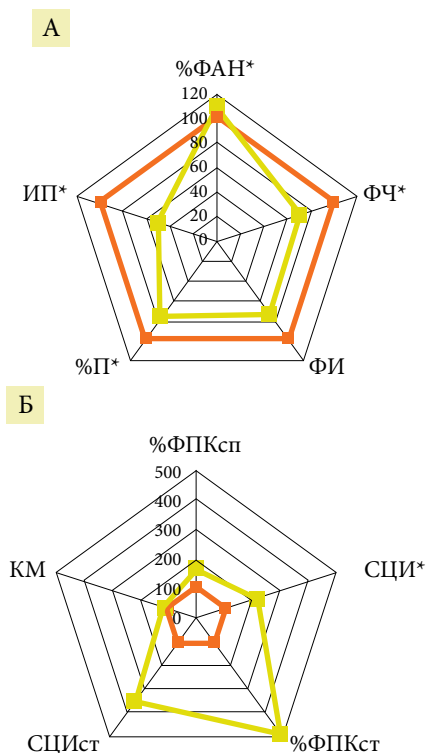 А
%ФАН*
120
100
80
60
40
20
0
ИП*
ФЧ*
%П*
ФИ
Б
%ФПКсп
500
400
300
200
100
0
КМ
СЦИ*
СЦИст
%ФПКст